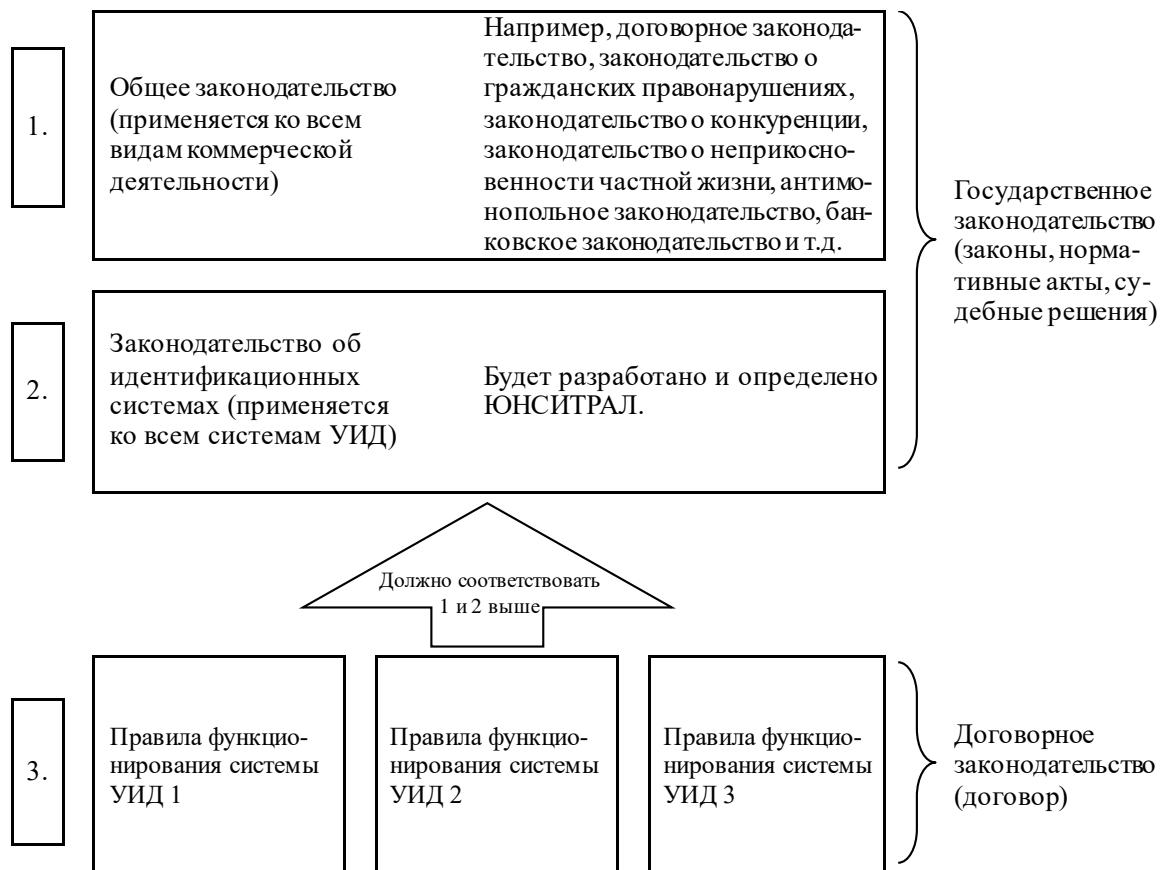 1.
Общее законодательство
(применяется ко всем
видам коммерческой
деятельности)
Например, договорное законода-
тельство, законодательство о
гражданских правонарушениях,
законодательство о конкуренции,
законодательство о неприкосно-
венности частной жизни, антимо-
нопольное законодательство, бан-
ковское законодательство и т.д.
Государственное
законодательство
(законы, норма-
тивные акты, су-
дебные решения)
2.
Законодательство об
идентификационных
системах (применяется
ко всем системам УИД)
Будет разработано и определено
ЮНСИТРАЛ.
Должно соответствовать
1 и 2 выше
3.
Правила функцио-
нирования системы
УИД 1
Правила функцио-
нирования системы
УИД 2
Правила функцио-
нирования системы
УИД 3
Договорное
законодательство
(договор)